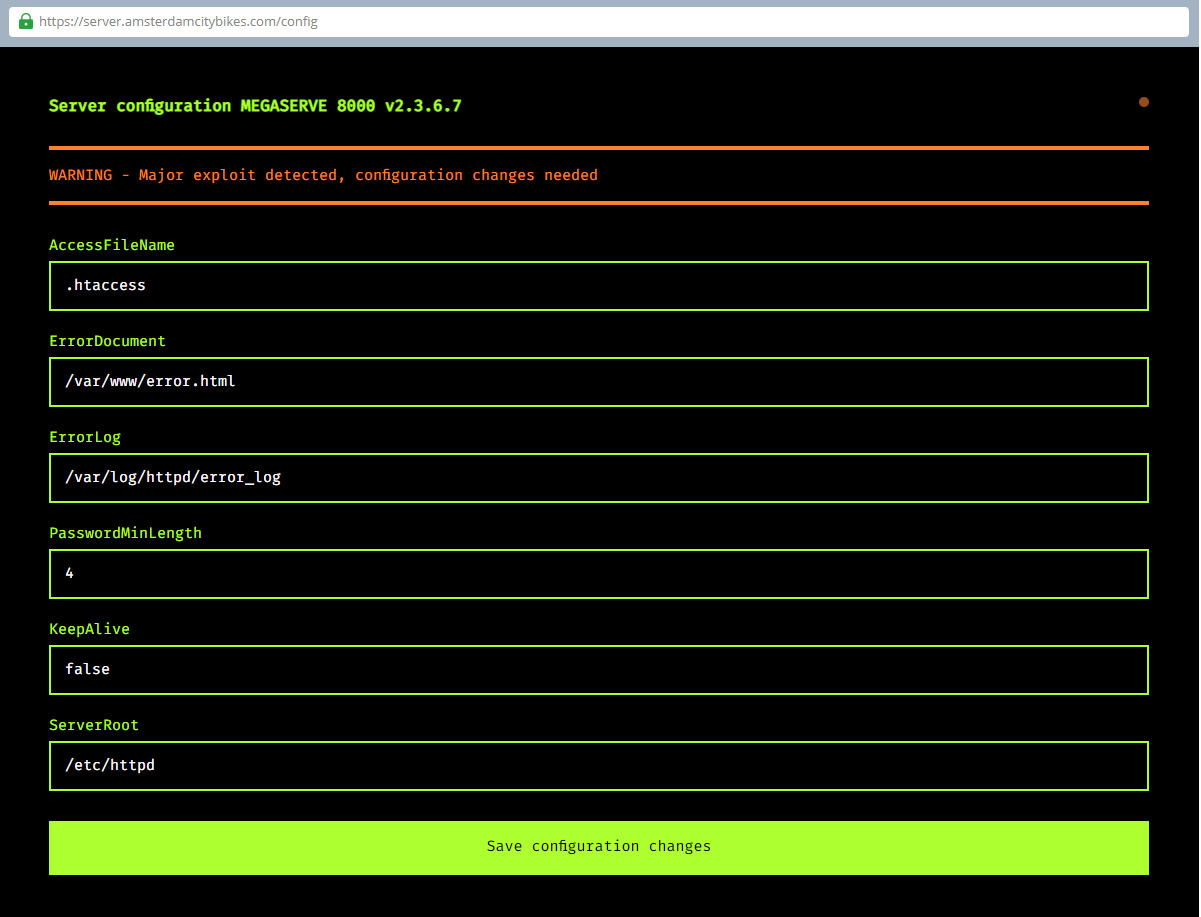 https://server.amsterdamcitybikes.com/config
Server configuration MEGASERVE 8000 v2.3.6.7
WARNING - Major exploit detected, configuration changes needed
AccessFileName
.htaccess
ErrorDocument
/var/www/error.html
ErrorLog
/var/log/httpd/error_log
PasswordMinLength
4
KeepAlive
false
ServerRoot
/etc/httpd
Save configuration changes